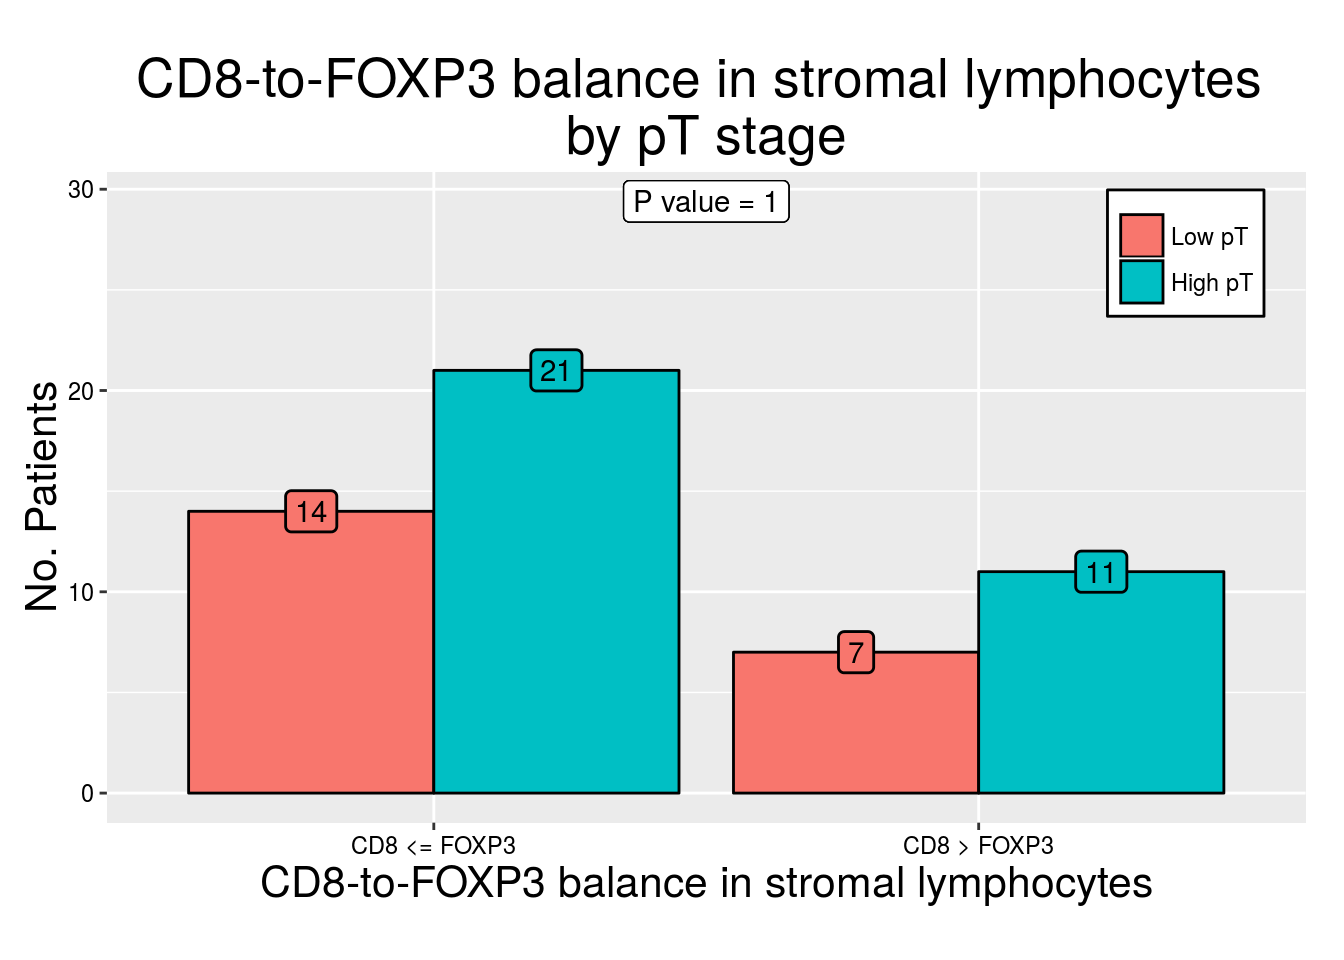 CD8-to-FOXP3 balance in stromal lymphocytes
by pT stage
P value = 1
Low pT
High pT
No. Patients
30
20
10
0
14
21
7
11
CD8 <= FOXP3
CD8 > FOXP3
CD8-to-FOXP3 balance in stromal lymphocytes